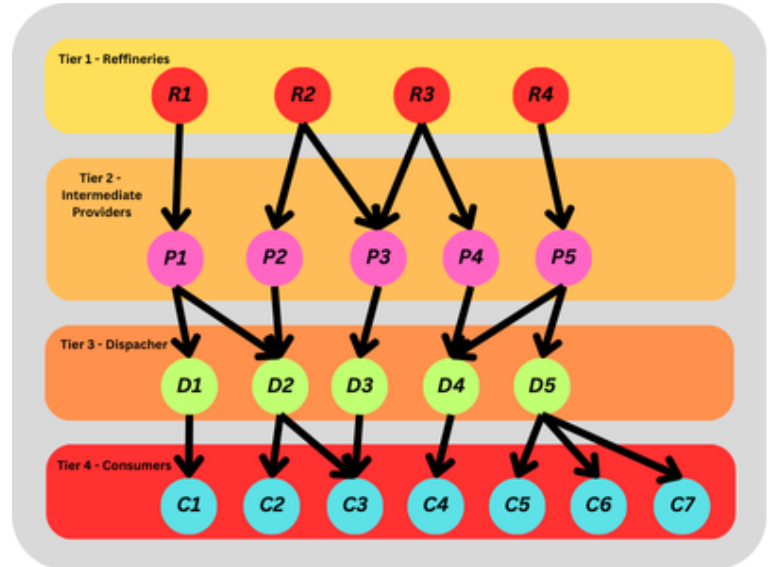 Tier 1 - Reffineries
R1 R2 R3 R4
Tier 2 -
Intermediate
Providers
P1 P2 P3 P4 P5
Tier 3 - Dispacher
D1 D2 D3 D4 D5
Tier 4 - Consumers
C1 C2 C3 C4 C5 C6 C7